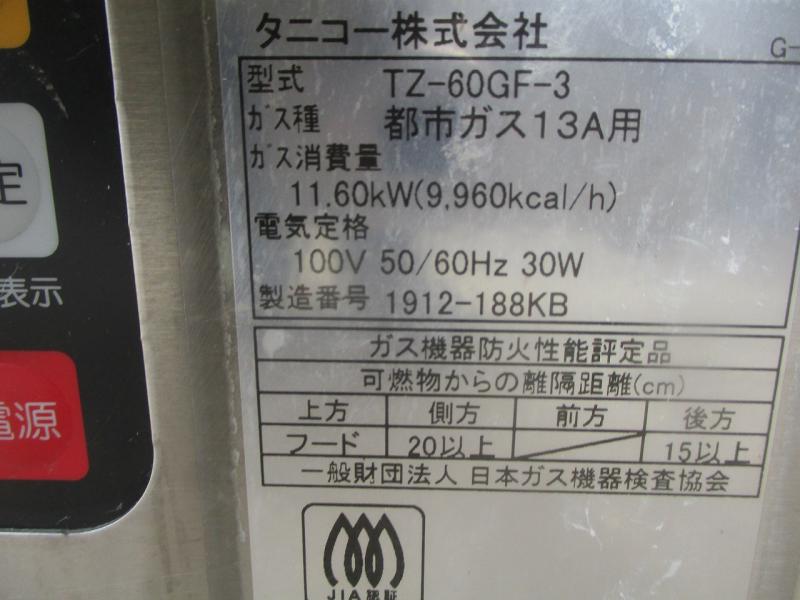 タニコー株式会社
G-
型式 TZ-60GF-3
ガス種 都市ガス13A用
ガス消費量
11.60kW(9,960kcal/h)
電気定格
100V 50/60Hz 30W
製造番号 1912-188KB
ガス機器防火性能評定品
可燃物からの離隔距離(cm)
上方 側方 前方 後方
フード 20以上 15以上
一般財団法人 日本ガス機器検査協会
JIA認証
定
表示
電源